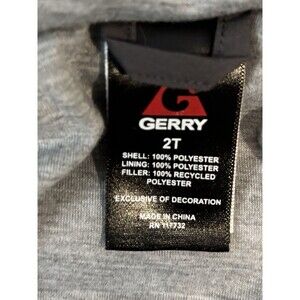 GERRY
2T
SHELL: 100% POLYESTER
LINING: 100% POLYESTER
FILLER: 100% RECYCLED
POLYESTER
EXCLUSIVE OF DECORATION
MADE IN CHINA
RN 117732